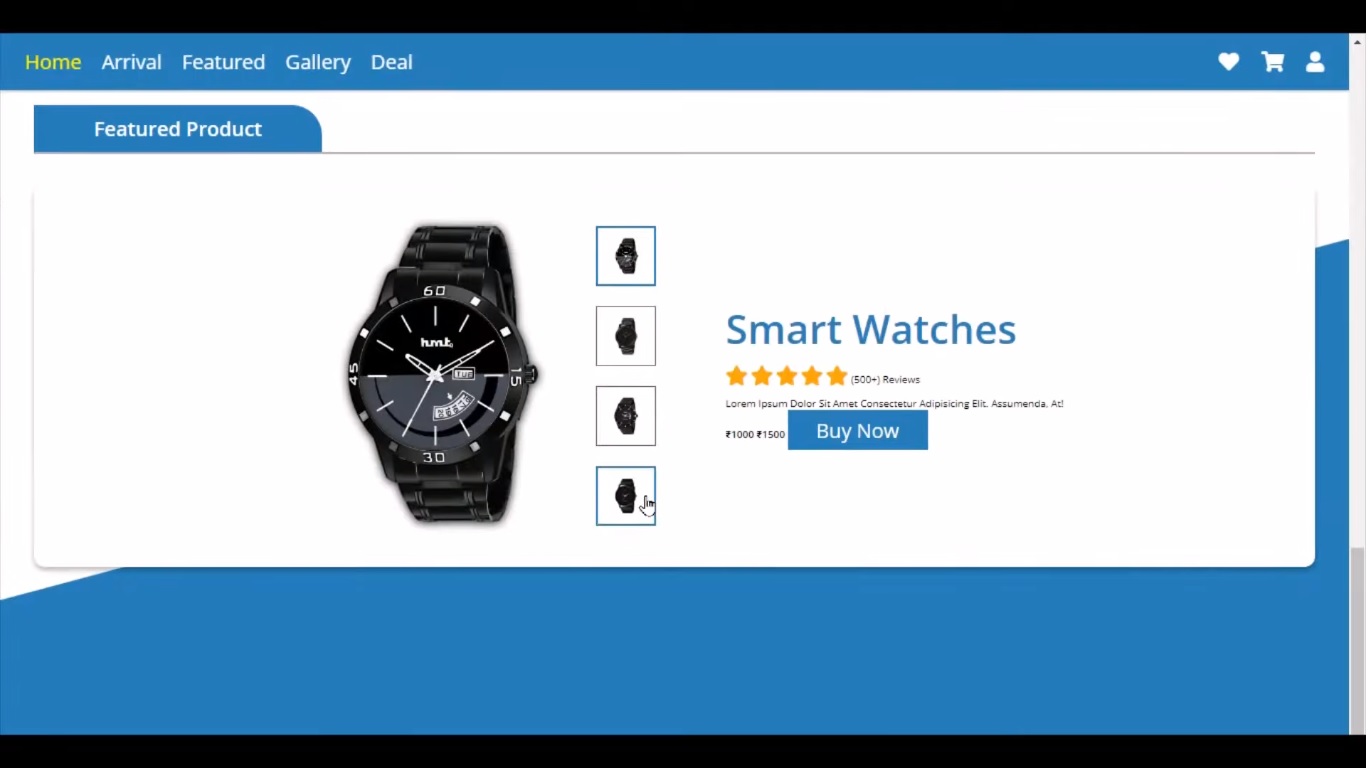 Home Arrival Featured Gallery Deal
Featured Product
60
45
15
30
TUE
Smart Watches
(500+) Reviews
Lorem Ipsum Dolor Sit Amet Consectetur Adipisicing Elit. Assumenda, At!
₹1000 ₹1500 Buy Now